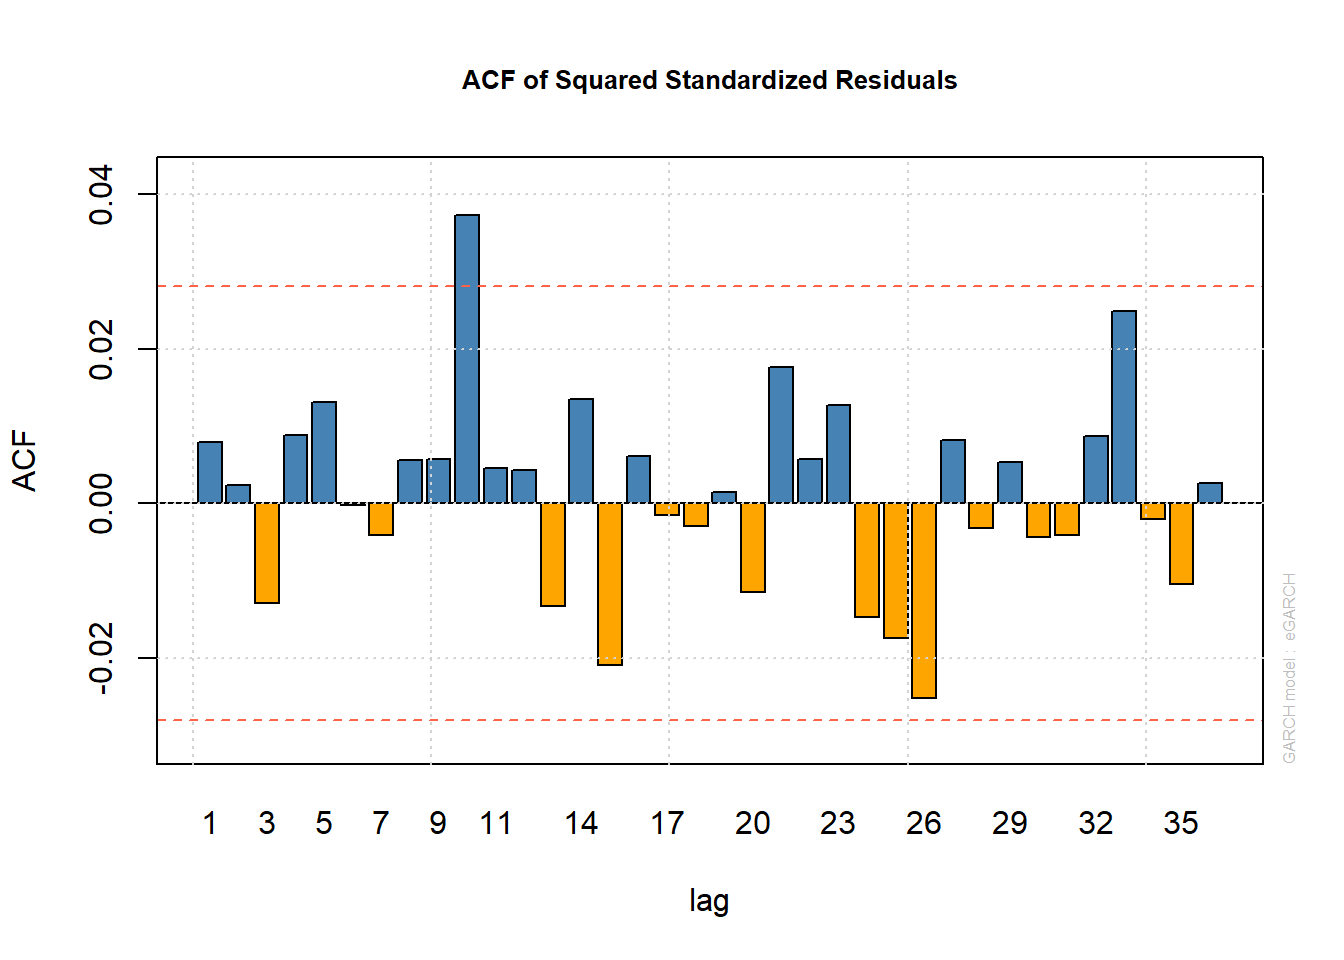 ACF of Squared Standardized Residuals
ACF
0.04
0.02
0.00
-0.02
1 3 5 7 9 11 14 17 20 23 26 29 32 35
lag
GARCH model : eGARCH